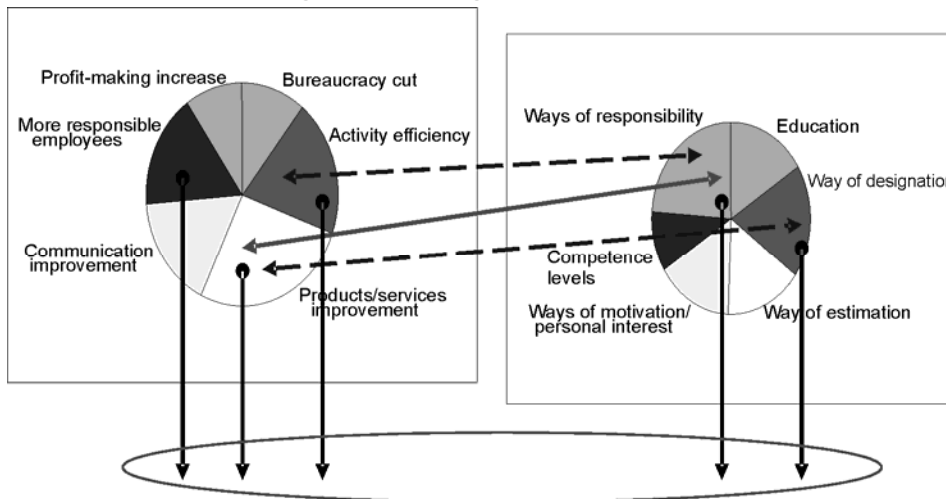 Profit-making increase
Bureaucracy cut
More responsible
employees
Activity efficiency
Communication
improvement
Products/services
improvement
Ways of responsibility
Education
Way of designation
Competence
levels
Ways of motivation/
personal interest
Way of estimation